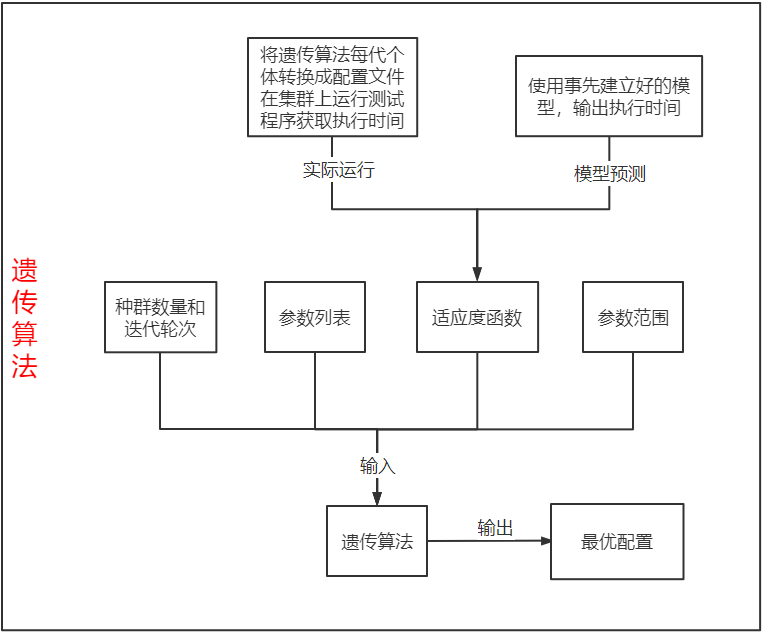 将遗传算法每代个
体转换成配置文件
在集群上运行测试
程序获取执行时间
使用事先建立好的模
型，输出执行时间
实际运行
模型预测
遗
传
算
法
种群数量和
迭代轮次
参数列表
适应度函数
参数范围
输入
遗传算法
输出
最优配置